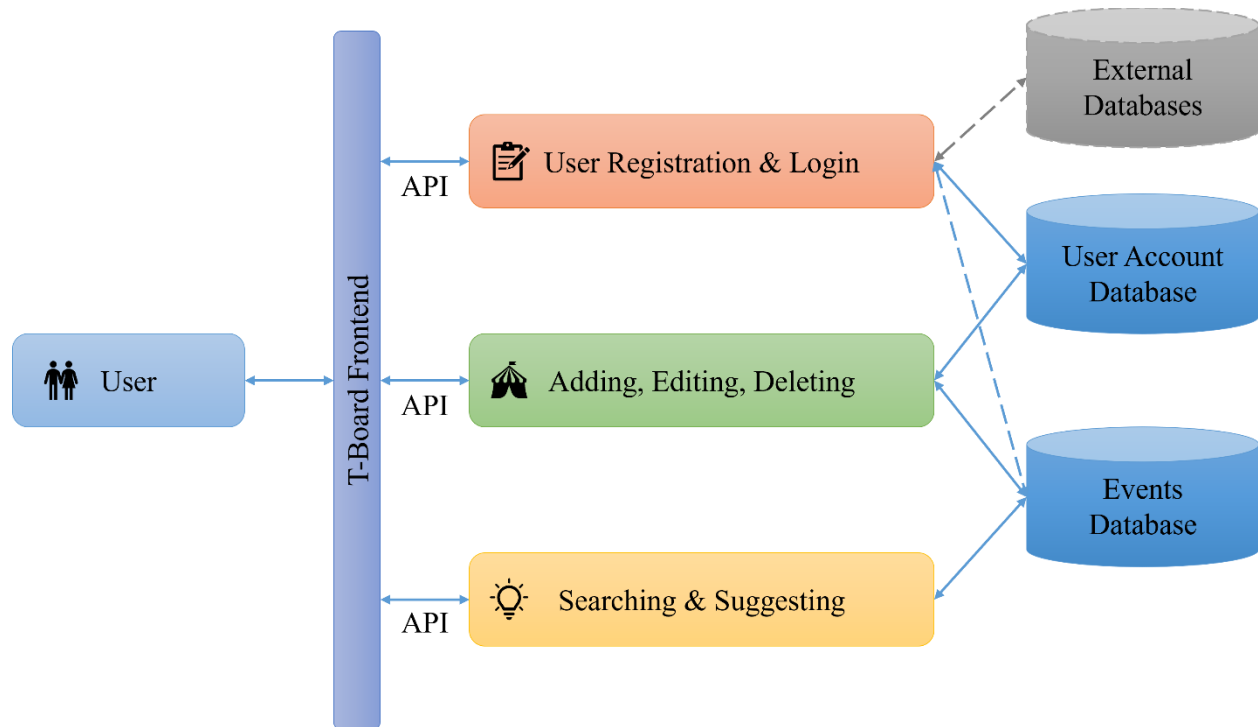 External
Databases
User Registration & Login
API
User Account
Database
T-Board Frontend
User
Adding, Editing, Deleting
API
Events
Database
Searching & Suggesting
API